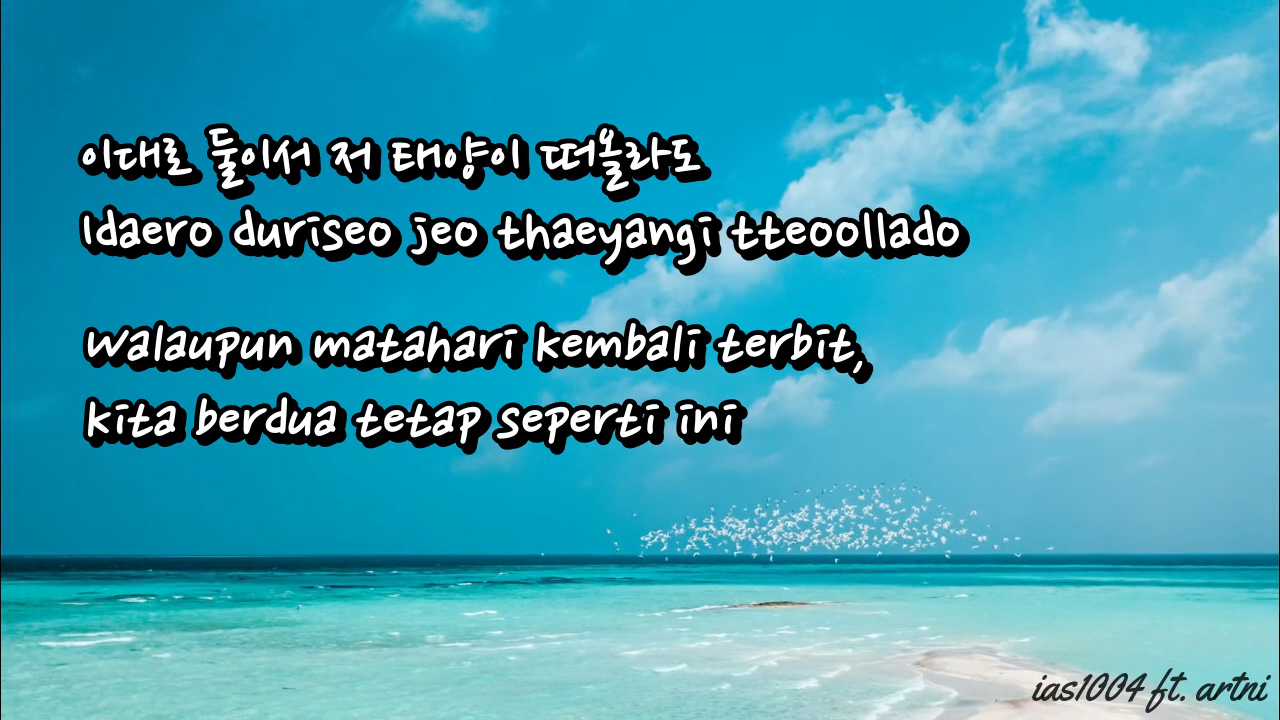 이대로 둘이서 저 태양이 떠올라도
Idaero duriseo jeo thaeyangi tteoollado
Walaupun matahari kembali terbit,
kita berdua tetap seperti ini
ias1004 ft. artni